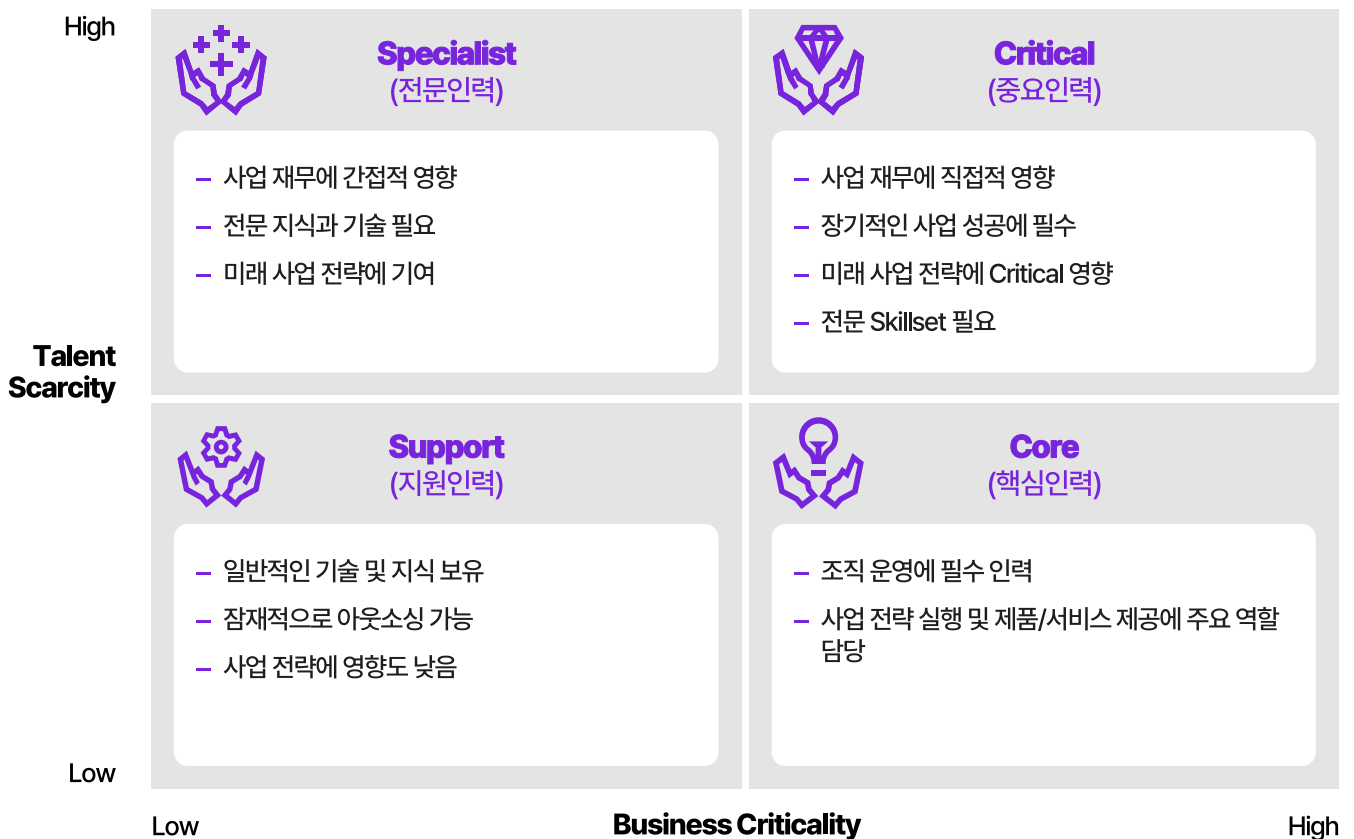 High
Specialist
(전문인력)
사업 재무에 간접적 영향
전문 지식과 기술 필요
미래 사업 전략에 기여
Critical
(중요인력)
사업 재무에 직접적 영향
장기적인 사업 성공에 필수
미래 사업 전략에 Critical 영향
전문 Skillset 필요
Talent
Scarcity
Support
(지원인력)
일반적인 기술 및 지식 보유
잠재적으로 아웃소싱 가능
사업 전략에 영향도 낮음
Core
(핵심인력)
조직 운영에 필수 인력
사업 전략 실행 및 제품/서비스 제공에 주요 역할
담당
Low
Low
Business Criticality
High